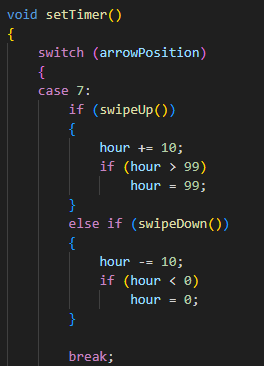 void setTimer()
{
    switch (arrowPosition)
    {
    case 7:
        if (swipeUp())
        {
            hour += 10;
            if (hour > 99)
                hour = 99;
        }
        else if (swipeDown())
        {
            hour -= 10;
            if (hour < 0)
                hour = 0;
        }

        break;